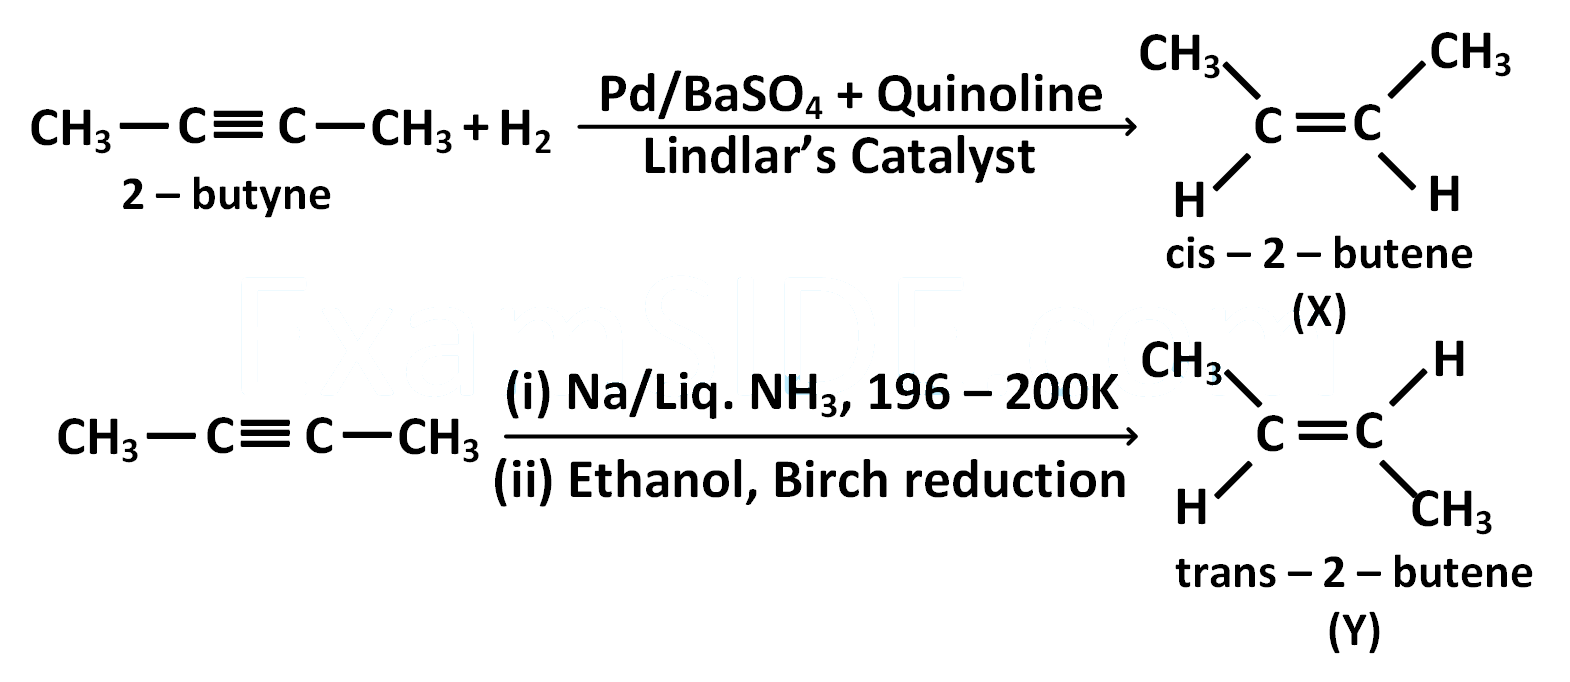 CH₃—C≡C—CH₃ + H₂
Pd/BaSO₄ + Quinoline
Lindlar’s Catalyst
2 – butyne
CH₃ CH₃
C=C
H H
cis – 2 – butene
(X)
CH₃—C≡C—CH₃
(i) Na/Liq. NH₃, 196 – 200K
(ii) Ethanol, Birch reduction
CH₃ H
C=C
H CH₃
trans – 2 – butene
(Y)